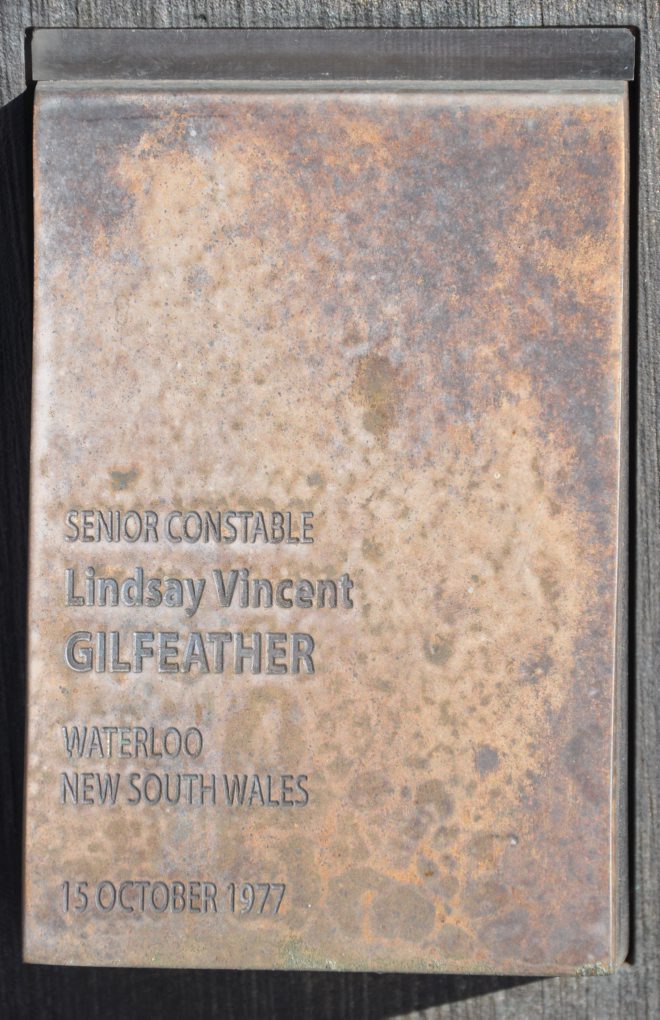 SENIOR CONSTABLE
Lindsay Vincent
GILFEATHER
WATERLOO
NEW SOUTH WALES
15 OCTOBER 1977